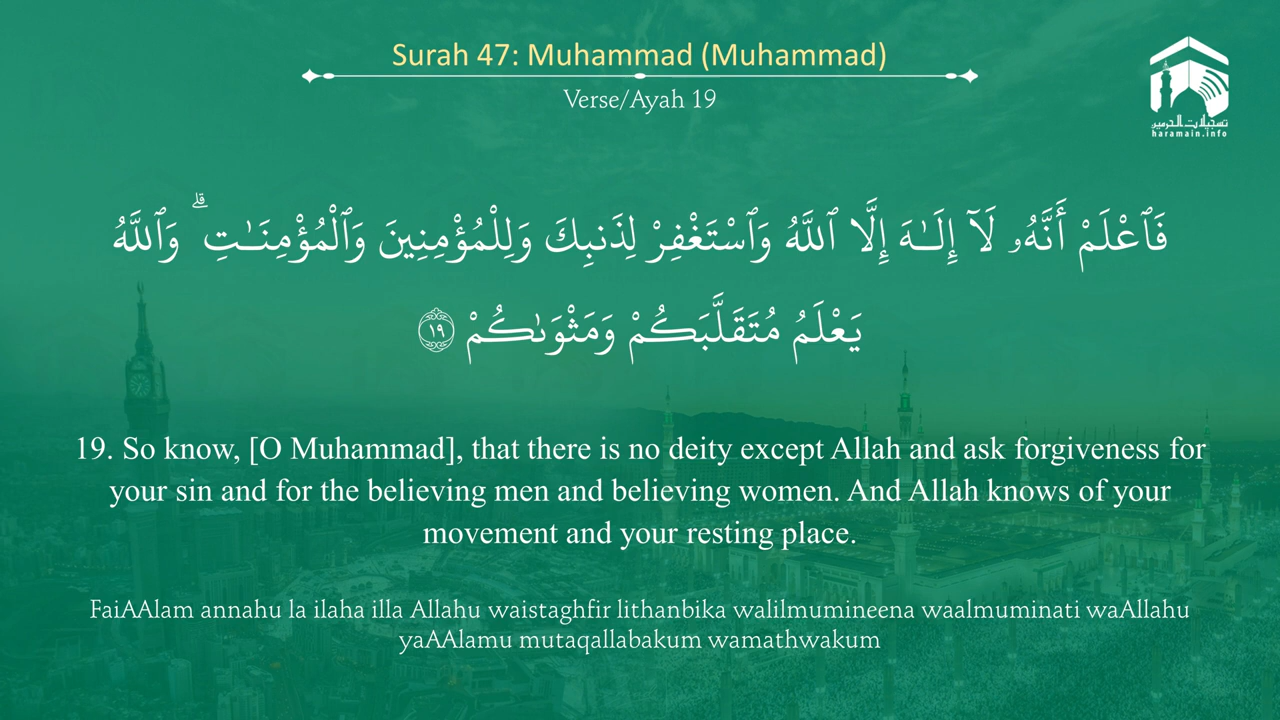 Surah 47: Muhammad (Muhammad)
Verse/Ayah 19
تسجيلات الحرمين
haramain.info
فَٱعْلَمْ أَنَّهُۥ لَآ إِلَـٰهَ إِلَّا ٱللَّهُ وَٱسْتَغْفِرْ لِذَنۢبِكَ وَلِلْمُؤْمِنِينَ وَٱلْمُؤْمِنَـٰتِ ۗ وَٱللَّهُ
يَعْلَمُ مُتَقَلَّبَكُمْ وَمَثْوَىٰكُمْ ١٩
19. So know, [O Muhammad], that there is no deity except Allah and ask forgiveness for
your sin and for the believing men and believing women. And Allah knows of your
movement and your resting place.
FaiAAlam annahu la ilaha illa Allahu waistaghfir lithanbika walilmumineena waalmuminati waAllahu
yaAAlamu mutaqallabakum wamathwakum